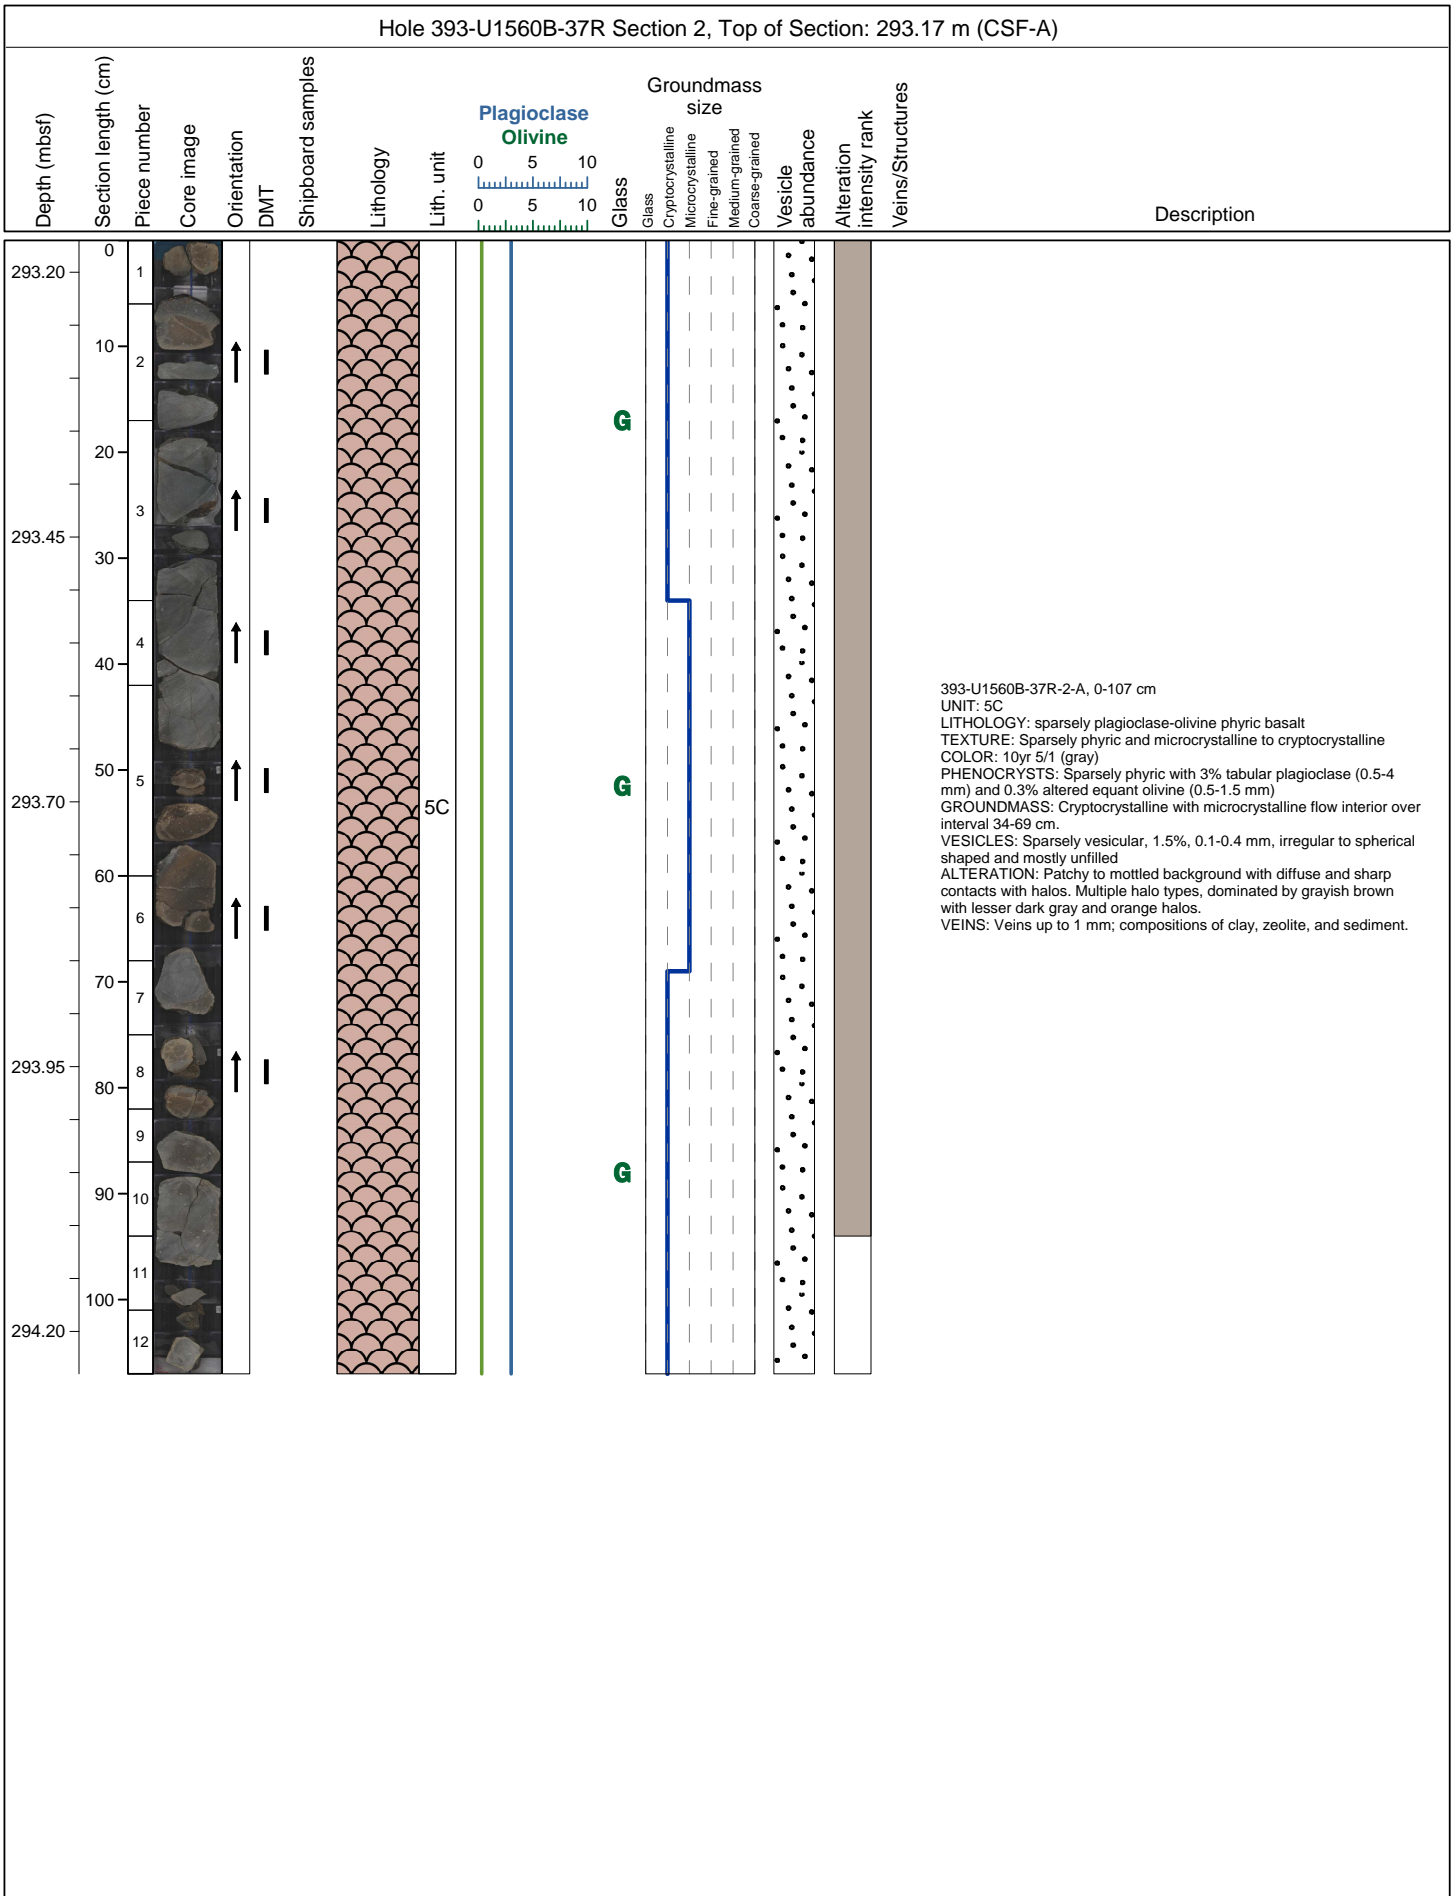 Hole 393-U1560B-37R Section 2, Top of Section: 293.17 m (CSF-A)
Depth (mbsf)
Section length (cm)
Piece number
Core image
Orientation
DMT
Shipboard samples
Lithology
Lith. unit
Plagioclase
Olivine
0 5 10
0 5 10
Glass
Groundmass
size
Glass
Cryptocrystalline
Microcrystalline
Fine-grained
Medium-grained
Coarse-grained
Vesicle
abundance
Alteration
intensity rank
Veins/Structures
Description
293.20
293.45
293.70
293.95
294.20
0
10
20
30
40
50
60
70
80
90
100
1
2
3
4
5
6
7
8
9
10
11
12
5C
G
G
G
393-U1560B-37R-2-A, 0-107 cm
UNIT: 5C
LITHOLOGY: sparsely plagioclase-olivine phyric basalt
TEXTURE: Sparsely phyric and microcrystalline to cryptocrystalline
COLOR: 10yr 5/1 (gray)
PHENOCRYSTS: Sparsely phyric with 3% tabular plagioclase (0.5-4
mm) and 0.3% altered equant olivine (0.5-1.5 mm)
GROUNDMASS: Cryptocrystalline with microcrystalline flow interior over
interval 34-69 cm.
VESICLES: Sparsely vesicular, 1.5%, 0.1-0.4 mm, irregular to spherical
shaped and mostly unfilled
ALTERATION: Patchy to mottled background with diffuse and sharp
contacts with halos. Multiple halo types, dominated by grayish brown
with lesser dark gray and orange halos.
VEINS: Veins up to 1 mm; compositions of clay, zeolite, and sediment.